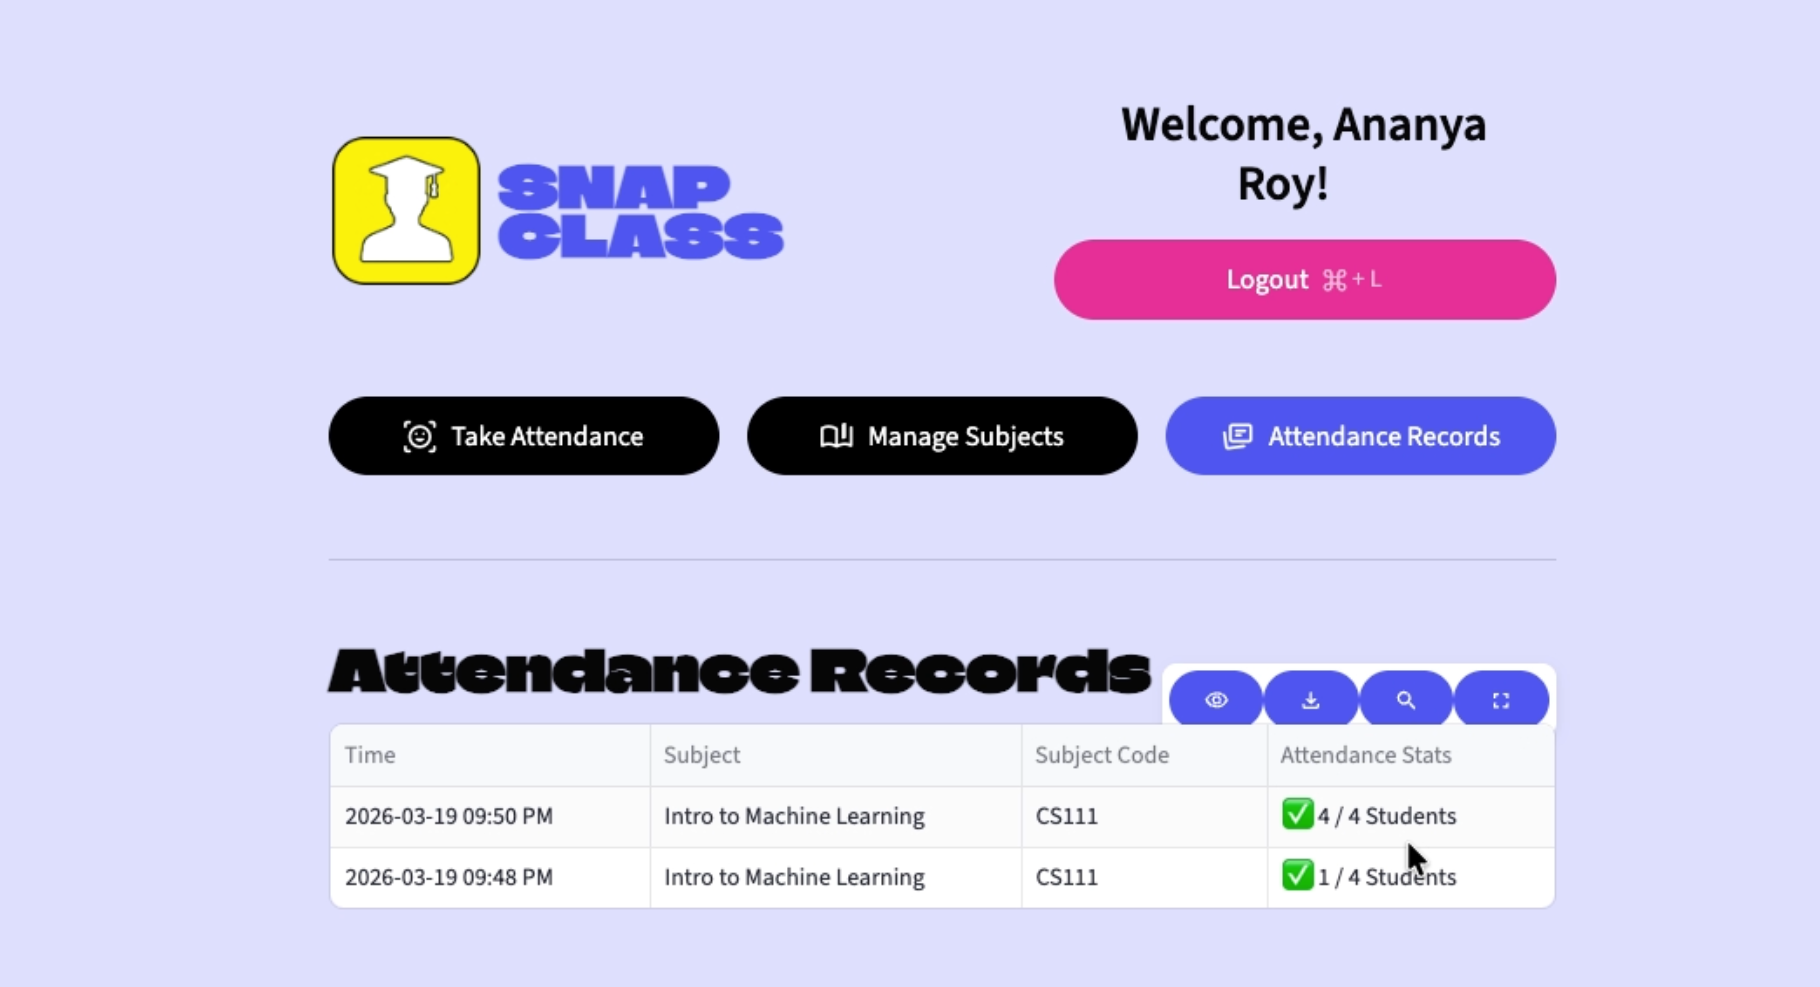 Welcome, Ananya
Roy!
SNAP
CLASS
Logout ⌘ + L
Take Attendance
Manage Subjects
Attendance Records
Attendance Records
Time Subject Subject Code Attendance Stats
2026-03-19 09:50 PM Intro to Machine Learning CS111 ✅ 4 / 4 Students
2026-03-19 09:48 PM Intro to Machine Learning CS111 ✅ 1 / 4 Students